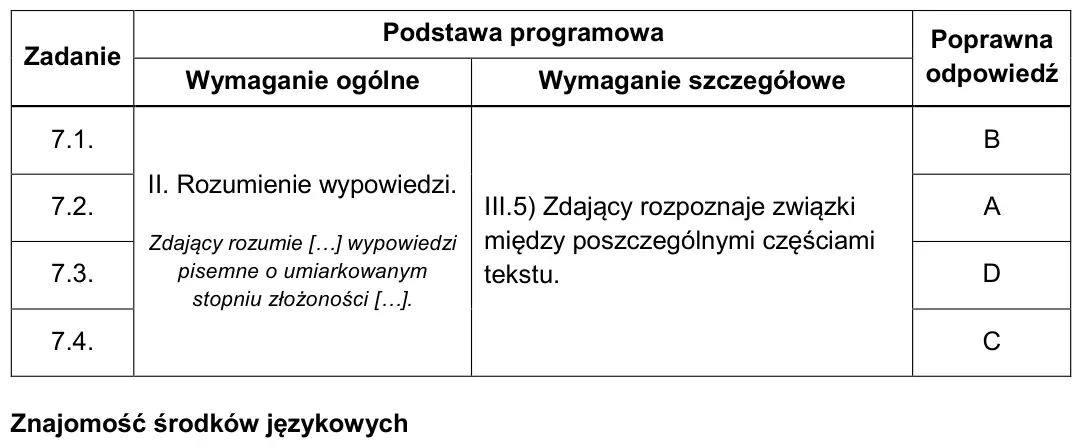 Zadanie
Podstawa programowa
Poprawna
odpowiedź
Wymaganie ogólne
Wymaganie szczegółowe
7.1.
II. Rozumienie wypowiedzi.
Zdający rozumie […] wypowiedzi
pisemne o umiarkowanym
stopniu złożoności […].
III.5) Zdający rozpoznaje związki
między poszczególnymi częściami
tekstu.
B
7.2.
A
7.3.
D
7.4.
C
Znajomość środków językowych